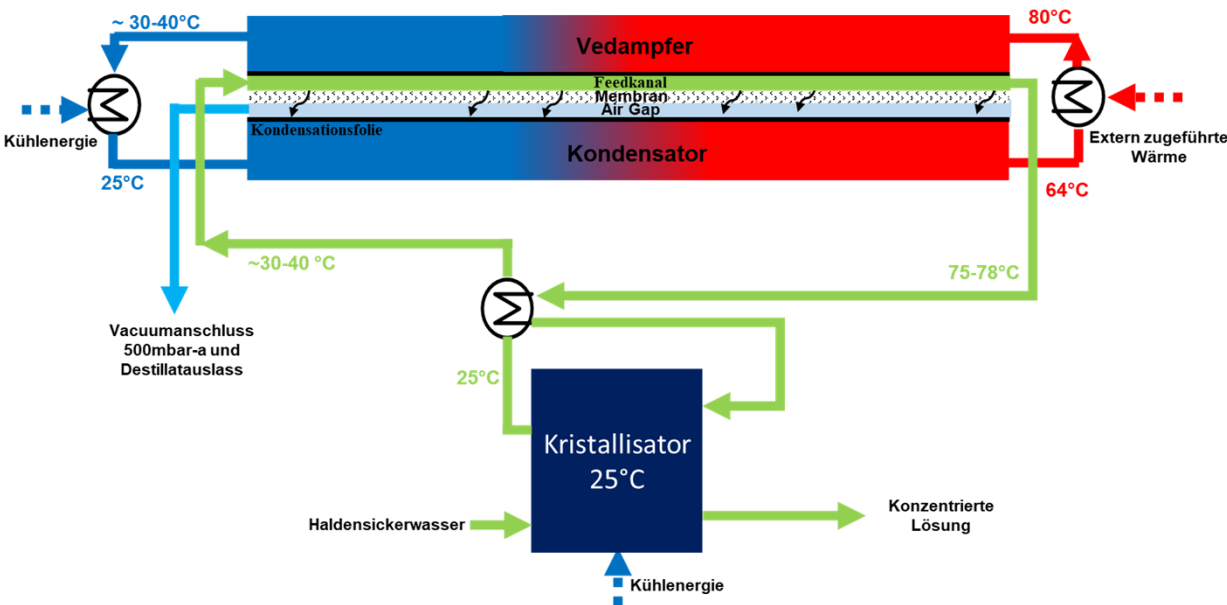 ~ 30-40°C
80°C
Vedampfer
Feedkanal
Membran
Air Gap
Kondensationsfolie
Kühlenergie
Kondensator
Extern zugeführte
Wärme
25°C
64°C
~30-40 °C
75-78°C
Vacuumanschluss
500mbar-a und
Destillatauslass
25°C
Kristallisator
25°C
Haldensickerwasser
Konzentrierte
Lösung
Kühlenergie